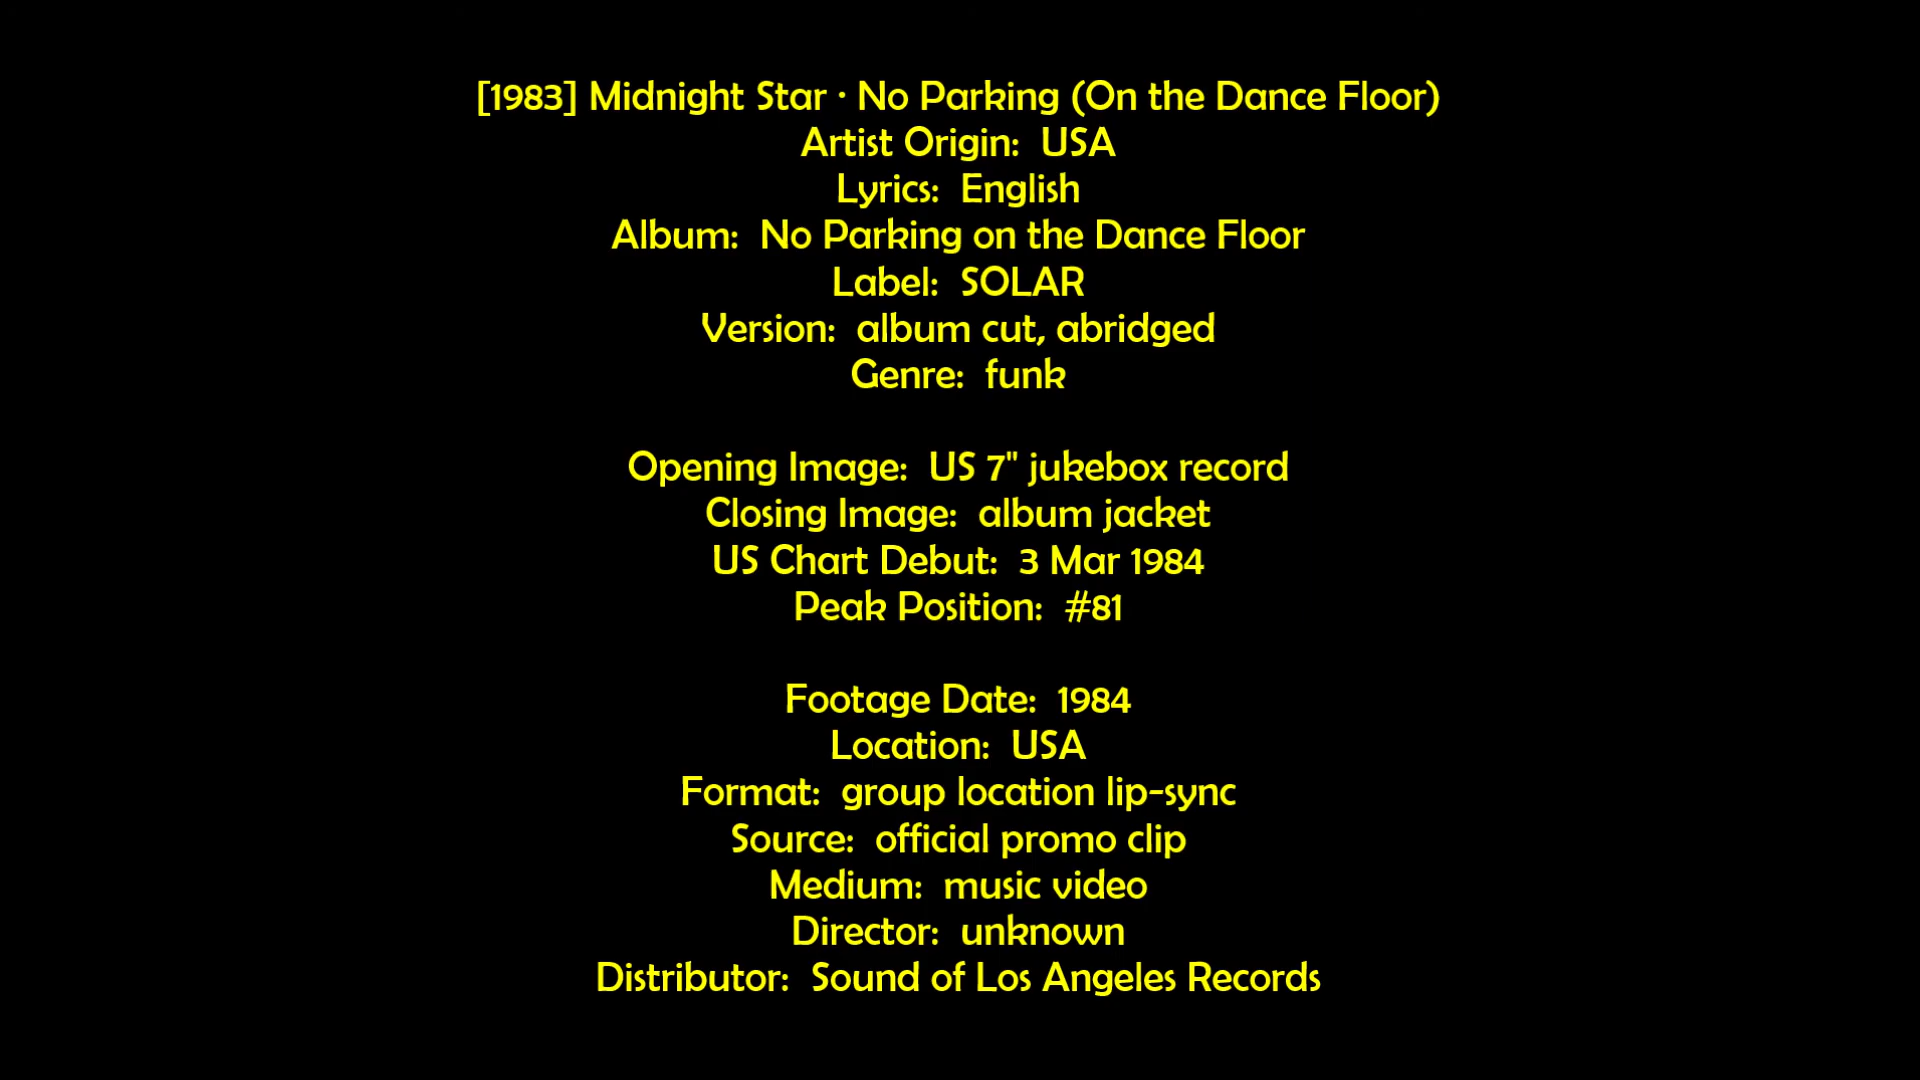 [1983] Midnight Star · No Parking (On the Dance Floor)
Artist Origin:  USA
Lyrics:  English
Album:  No Parking on the Dance Floor
Label:  SOLAR
Version:  album cut, abridged
Genre:  funk
Opening Image:  US 7" jukebox record
Closing Image:  album jacket
US Chart Debut:  3 Mar 1984
Peak Position:  #81
Footage Date:  1984
Location:  USA
Format:  group location lip-sync
Source:  official promo clip
Medium:  music video
Director:  unknown
Distributor:  Sound of Los Angeles Records